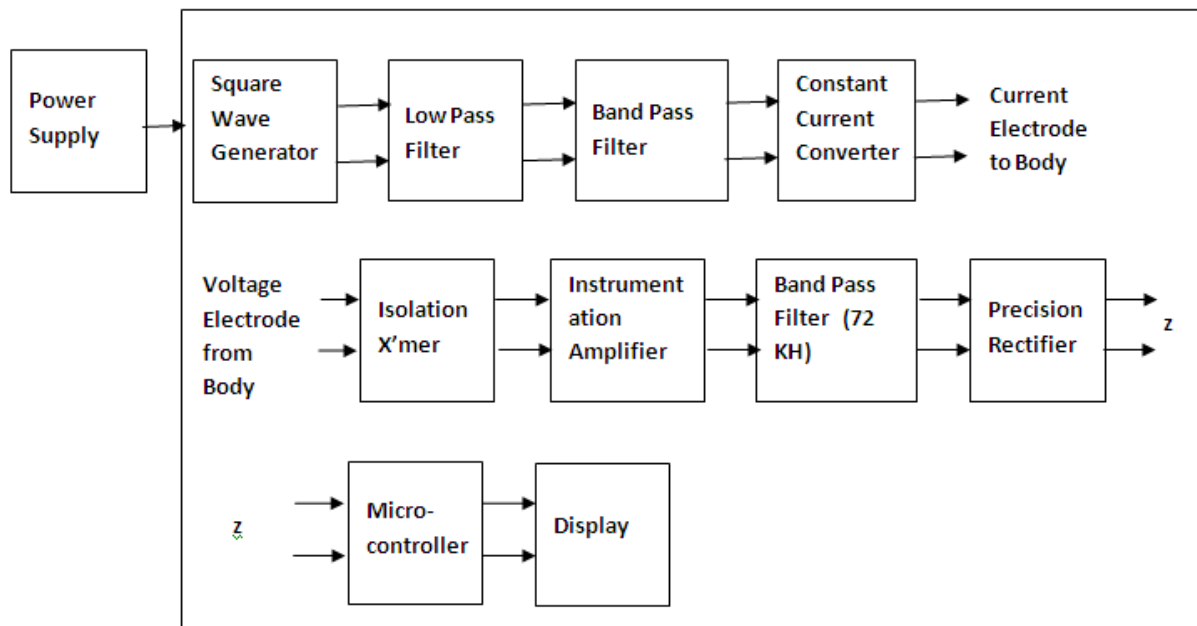 Power
Supply
Square
Wave
Generator
Low Pass
Filter
Band Pass
Filter
Constant
Current
Converter
Current
Electrode
to Body
Voltage
Electrode
from
Body
Isolation
X'mer
Instrument
ation
Amplifier
Band Pass
Filter (72
KH)
Precision
Rectifier
z
z
Micro-
controller
Display